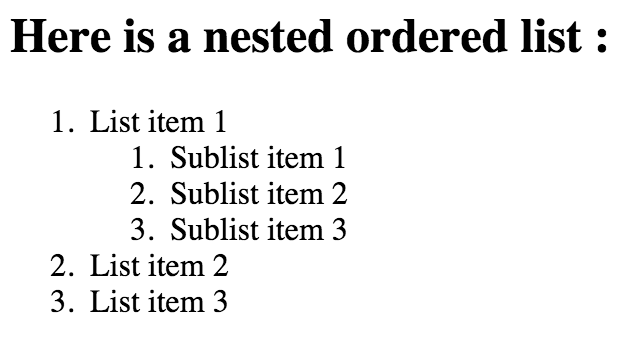 Here is a nested ordered list :
1. List item 1
1. Sublist item 1
2. Sublist item 2
3. Sublist item 3
2. List item 2
3. List item 3